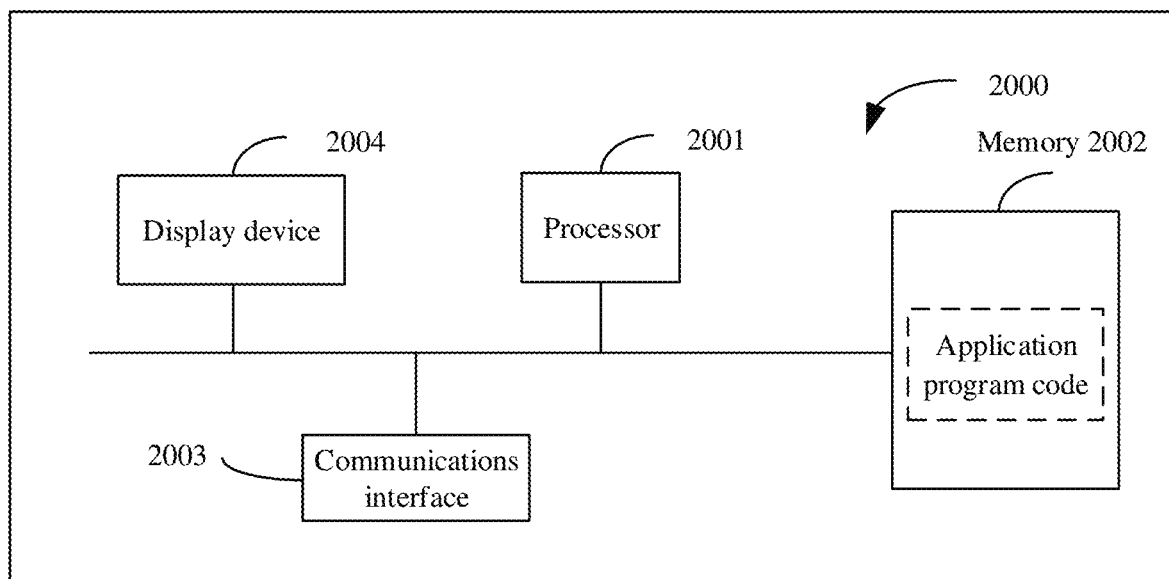 2000
2004
2001
Memory 2002
Display device
Processor
Application
program code
2003
Communications
interface